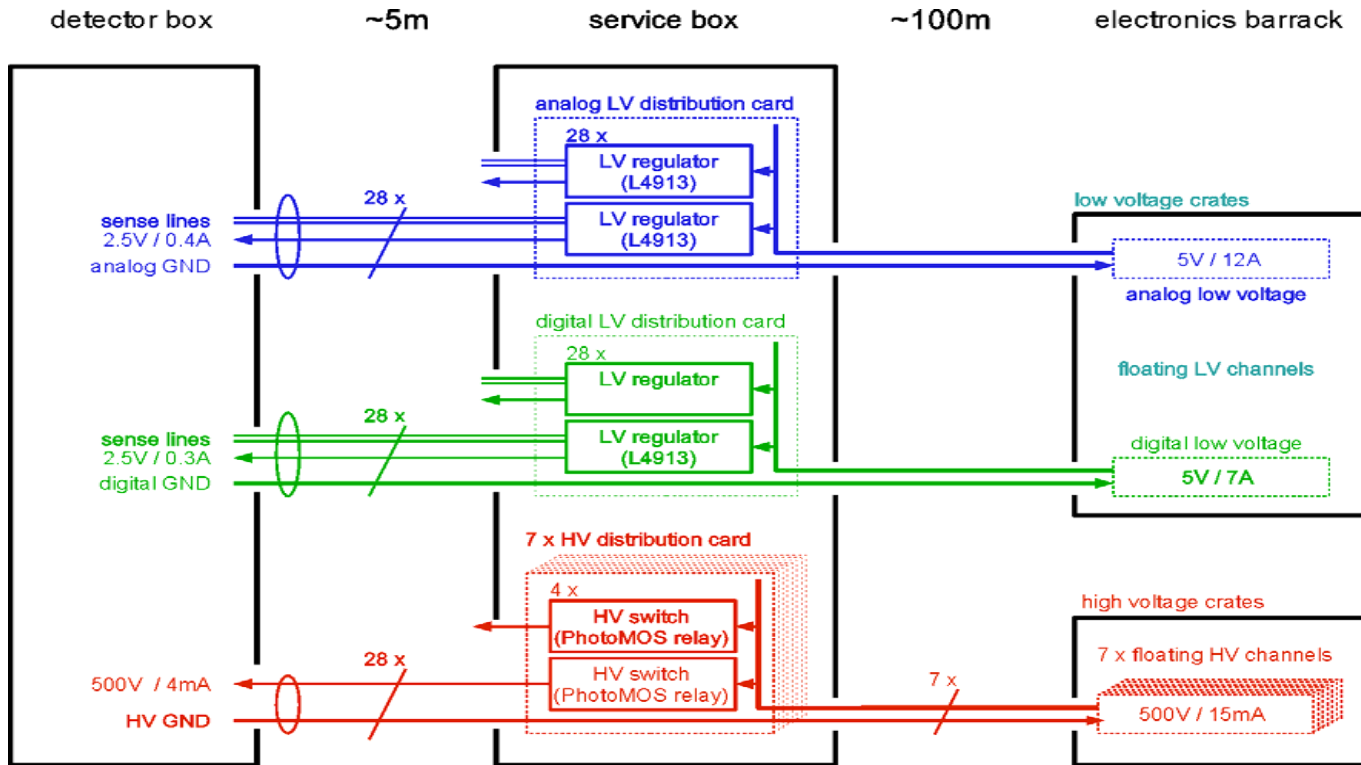 detector box
~5m
service box
~100m
electronics barrack
analog LV distribution card
28 x
LV regulator
(L4913)
28 x
LV regulator
(L4913)
sense lines
2.5V / 0.4A
analog GND
low voltage crates
5V / 12A
analog low voltage
digital LV distribution card
28 x
LV regulator
floating LV channels
28 x
LV regulator
(L4913)
sense lines
2.5V / 0.3A
digital GND
digital low voltage
5V / 7A
7 x HV distribution card
4 x
HV switch
(PhotoMOS relay)
high voltage crates
28 x
HV switch
(PhotoMOS relay)
7 x floating HV channels
500V / 4mA
HV GND
7 x
500V / 15mA